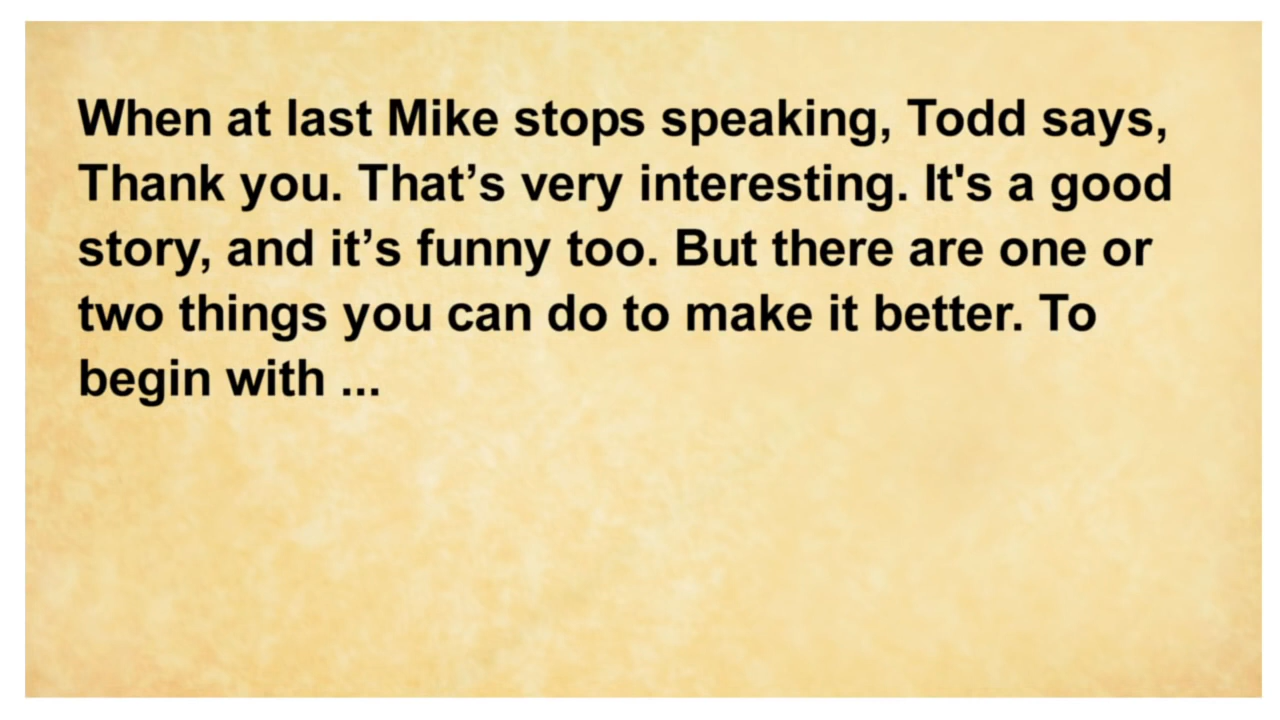 When at last Mike stops speaking, Todd says,
Thank you. That’s very interesting. It's a good
story, and it’s funny too. But there are one or
two things you can do to make it better. To
begin with ...